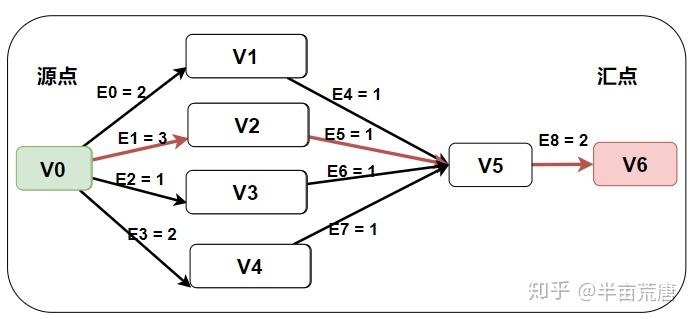 源点
汇点
V0
E0 = 2
E1 = 3
E2 = 1
E3 = 2
V1
V2
V3
V4
E4 = 1
E5 = 1
E6 = 1
E7 = 1
V5
E8 = 2
V6
知乎 @半亩荒唐